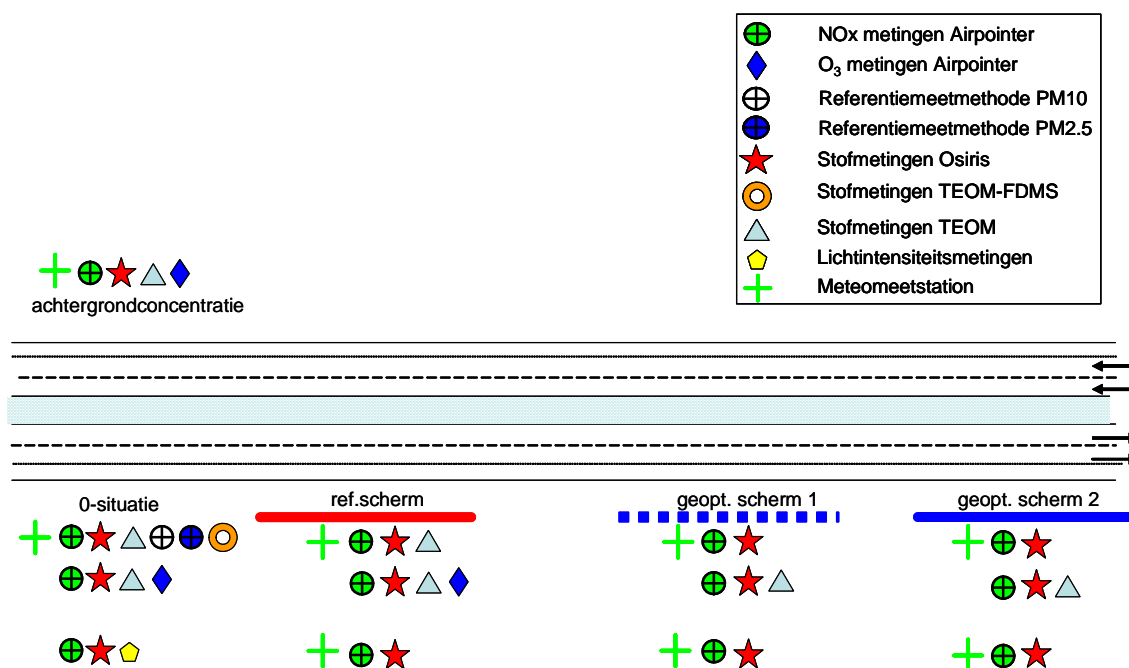 NOx metingen Airpointer
O3 metingen Airpointer
Referentiemeetmethode PM10
Referentiemeetmethode PM2.5
Stofmetingen Osiris
Stofmetingen TEOM-FDMS
Stofmetingen TEOM
Lichtintensiteitsmetingen
Meteomeetstation
achtergrondconcentratie
0-situatie
ref.scherm
geopt. scherm 1
geopt. scherm 2